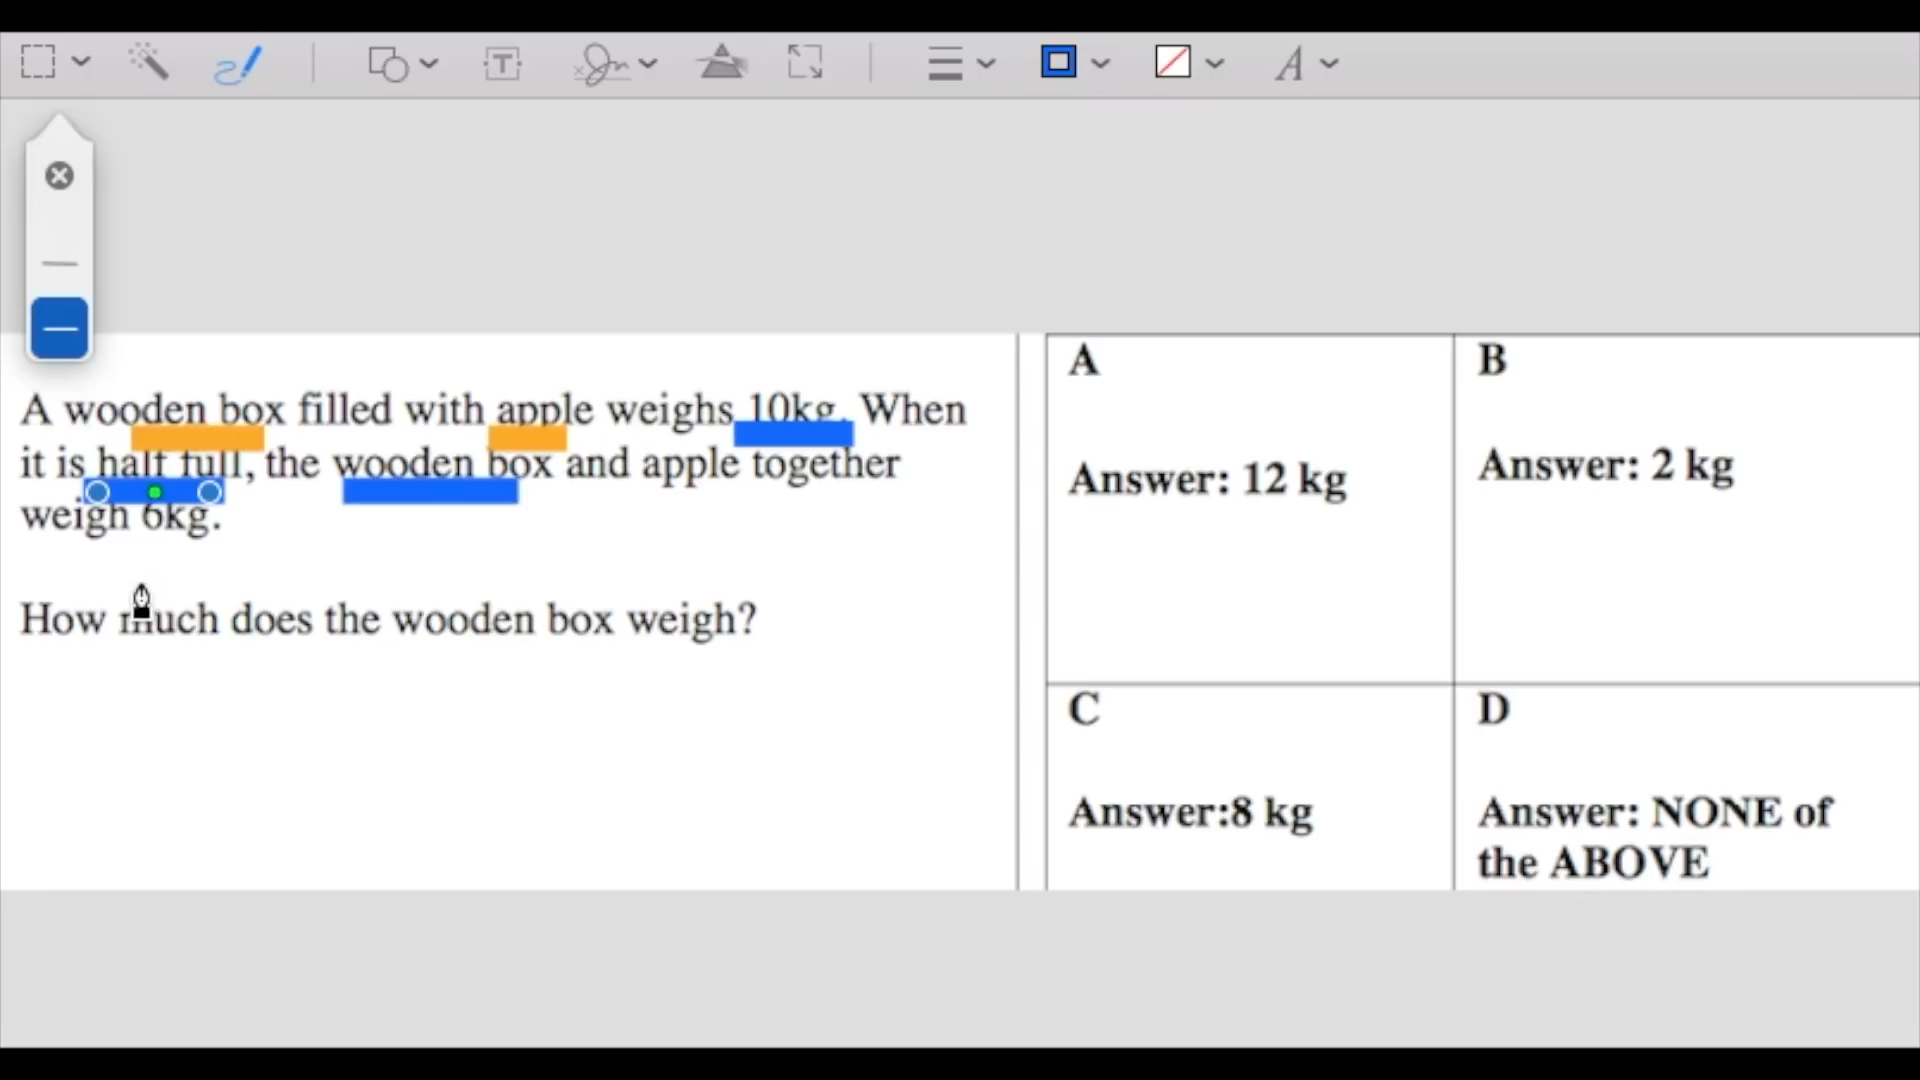 A wooden box filled with apple weighs 10kg. When
it is half full, the wooden box and apple together
weigh 6kg.
How much does the wooden box weigh?
A
Answer: 12 kg
B
Answer: 2 kg
C
Answer:8 kg
D
Answer: NONE of
the ABOVE